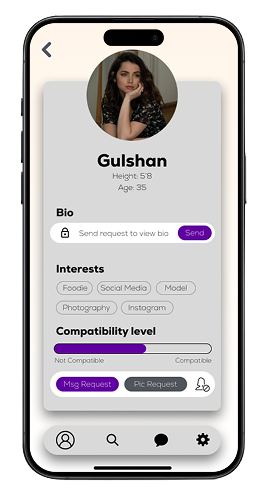 Gulshan
Height: 5'8
Age: 35
Bio
Send request to view bio Send
Interests
Foodie Social Media Model
Photography Instagram
Compatibility level
Not Compatible Compatible
Msg Request Pic Request